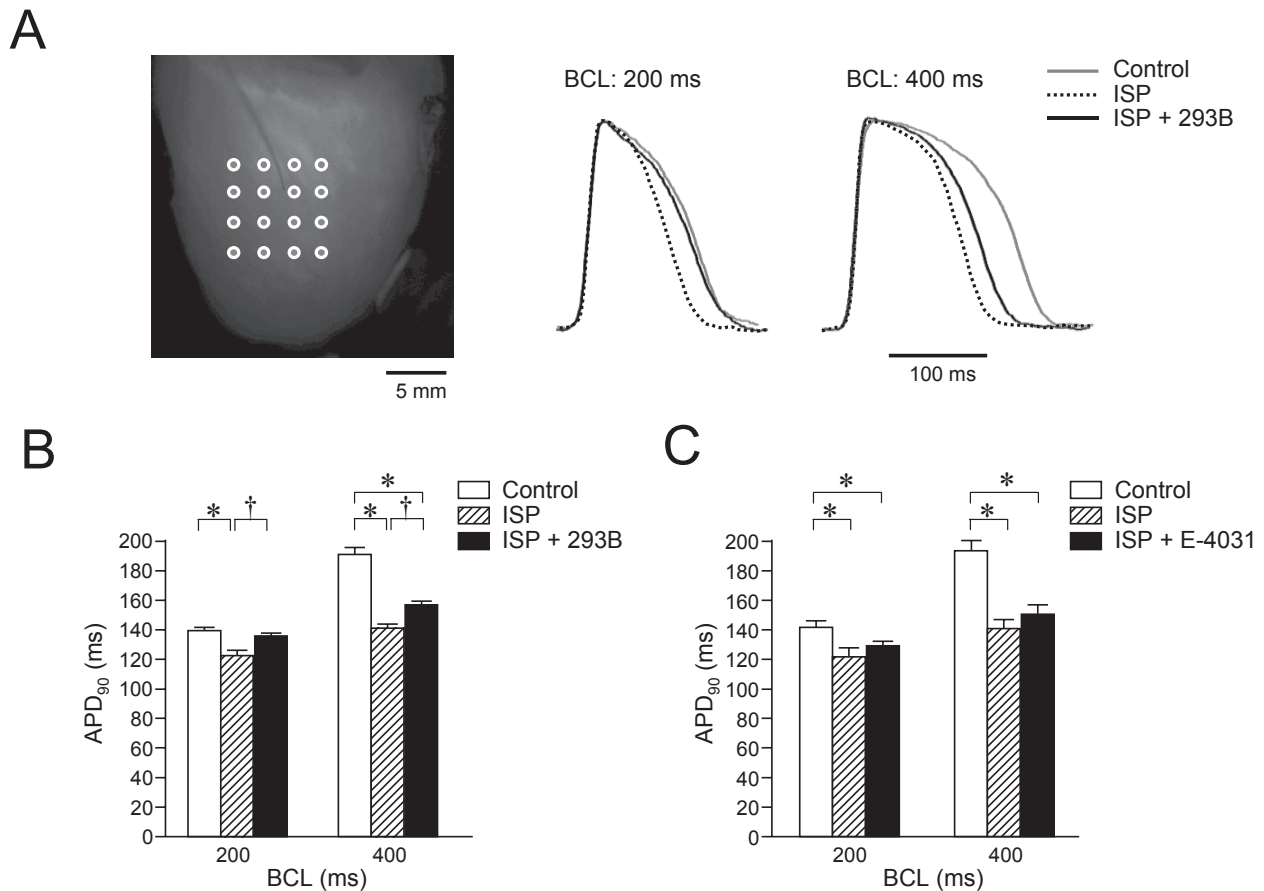 A
BCL: 200 ms
BCL: 400 ms
Control
ISP
ISP + 293B
5 mm
100 ms
B
* † * * †
Control
ISP
ISP + 293B
APD90 (ms)
200
180
160
140
120
100
80
60
40
20
0
200 400
BCL (ms)
C
* * * *
Control
ISP
ISP + E-4031
APD90 (ms)
200
180
160
140
120
100
80
60
40
20
0
200 400
BCL (ms)